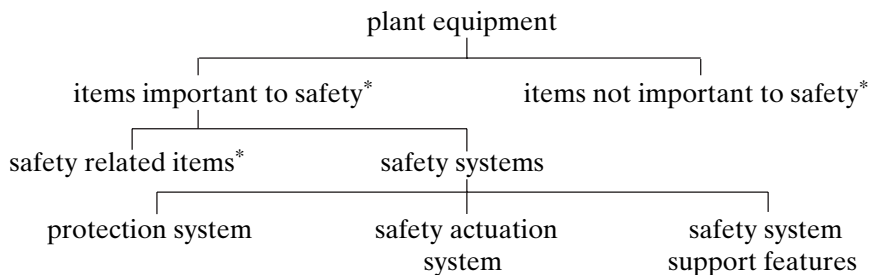 plant equipment
items important to safety* items not important to safety*
safety related items* safety systems
protection system safety actuation safety system
system support features